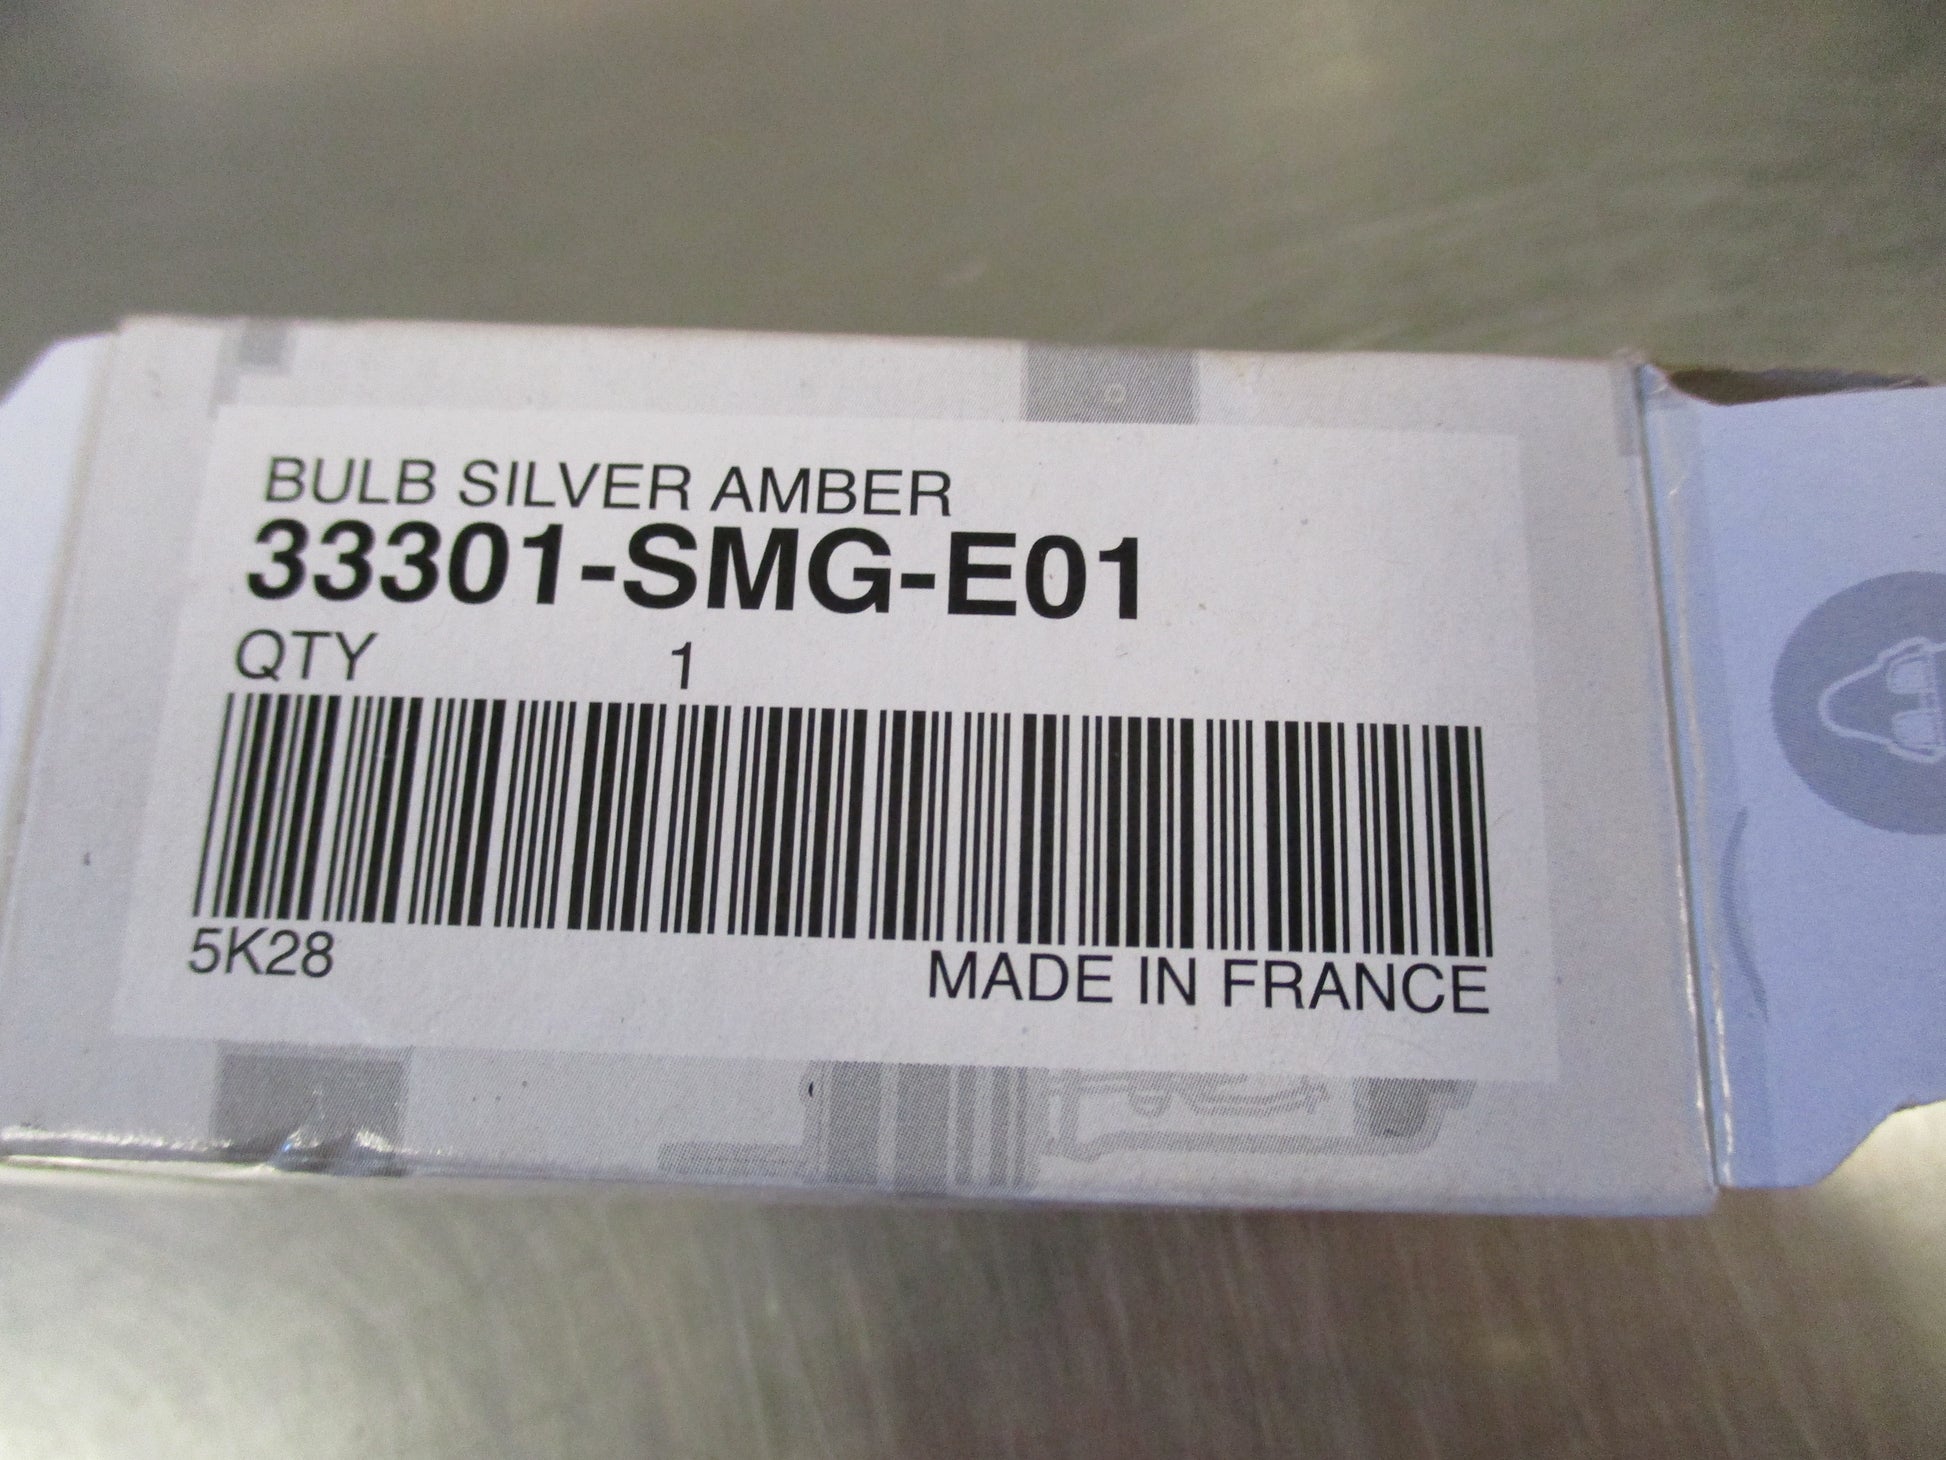 BULB SILVER AMBER
33301-SMG-E01
QTY 1
5K28 MADE IN FRANCE